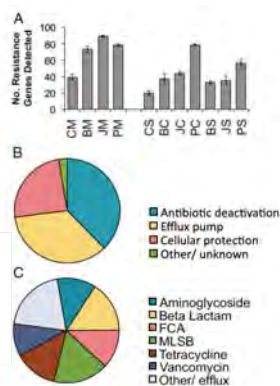 A
No. Resistance
Genes Detected
100
80
60
40
20
0
CM BM JM PM CS BC JC PC BS JS PS
B
Antibiotic deactivation
Efflux pump
Cellular protection
Other/ unknown
C
Aminoglycoside
Beta Lactam
FCA
MLSB
Tetracycline
Vancomycin
Other/ efflux